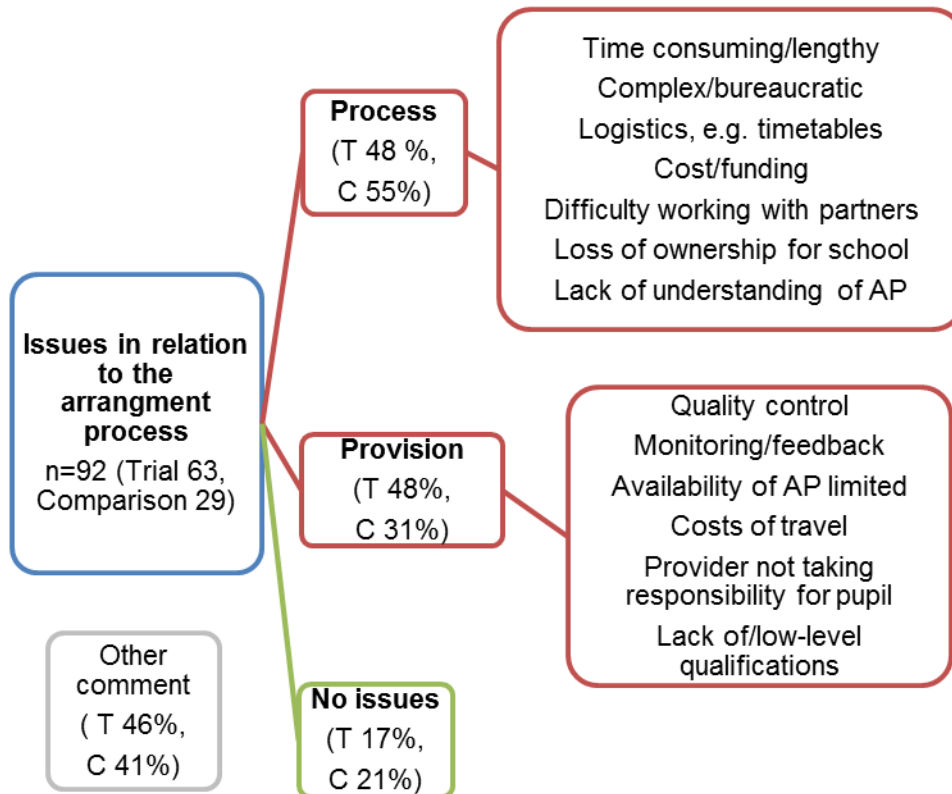 Issues in relation
to the
arrangment
process
n=92 (Trial 63,
Comparison 29)
Process
(T 48 %,
C 55%)
Time consuming/lengthy
Complex/bureaucratic
Logistics, e.g. timetables
Cost/funding
Difficulty working with partners
Loss of ownership for school
Lack of understanding of AP
Provision
(T 48%,
C 31%)
Quality control
Monitoring/feedback
Availability of AP limited
Costs of travel
Provider not taking
responsibility for pupil
Lack of/low-level
qualifications
No issues
(T 17%,
C 21%)
Other
comment
( T 46%,
C 41%)